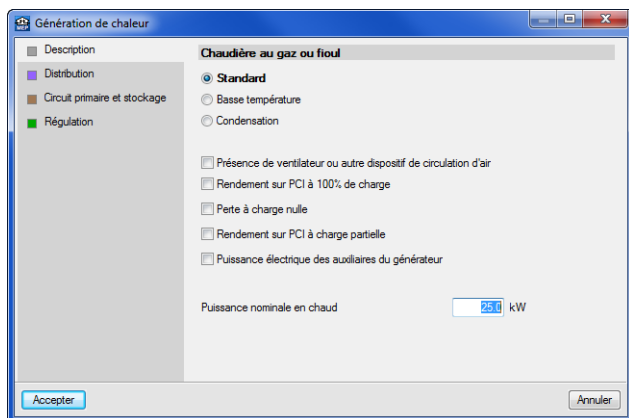 MEP
Génération de chaleur
Description
Distribution
Circuit primaire et stockage
Régulation
Chaudière au gaz ou fioul
Standard
Basse température
Condensation
Présence de ventilateur ou autre dispositif de circulation d'air
Rendement sur PCI à 100% de charge
Perte à charge nulle
Rendement sur PCI à charge partielle
Puissance électrique des auxiliaires du générateur
Puissance nominale en chaud 25.0 kW
Accepter
Annuler